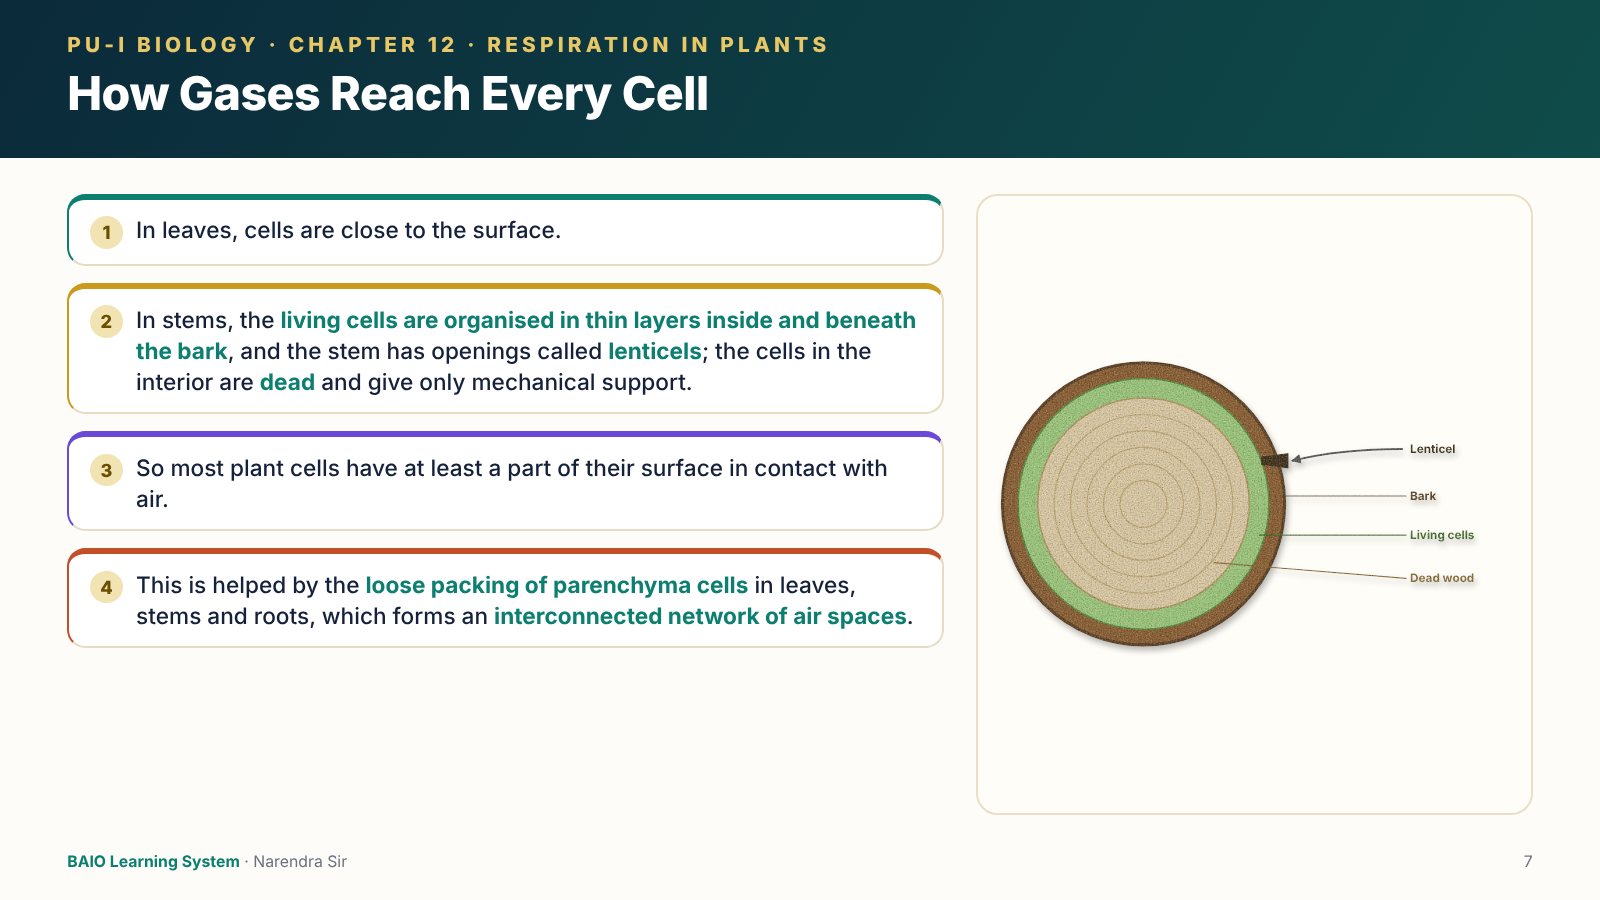 PU-I BIOLOGY · CHAPTER 12 · RESPIRATION IN PLANTS
How Gases Reach Every Cell
1 In leaves, cells are close to the surface.
2 In stems, the living cells are organised in thin layers inside and beneath
the bark, and the stem has openings called lenticels; the cells in the
interior are dead and give only mechanical support.
3 So most plant cells have at least a part of their surface in contact with
air.
4 This is helped by the loose packing of parenchyma cells in leaves,
stems and roots, which forms an interconnected network of air spaces.
Lenticel
Bark
Living cells
Dead wood
BAIO Learning System · Narendra Sir
7